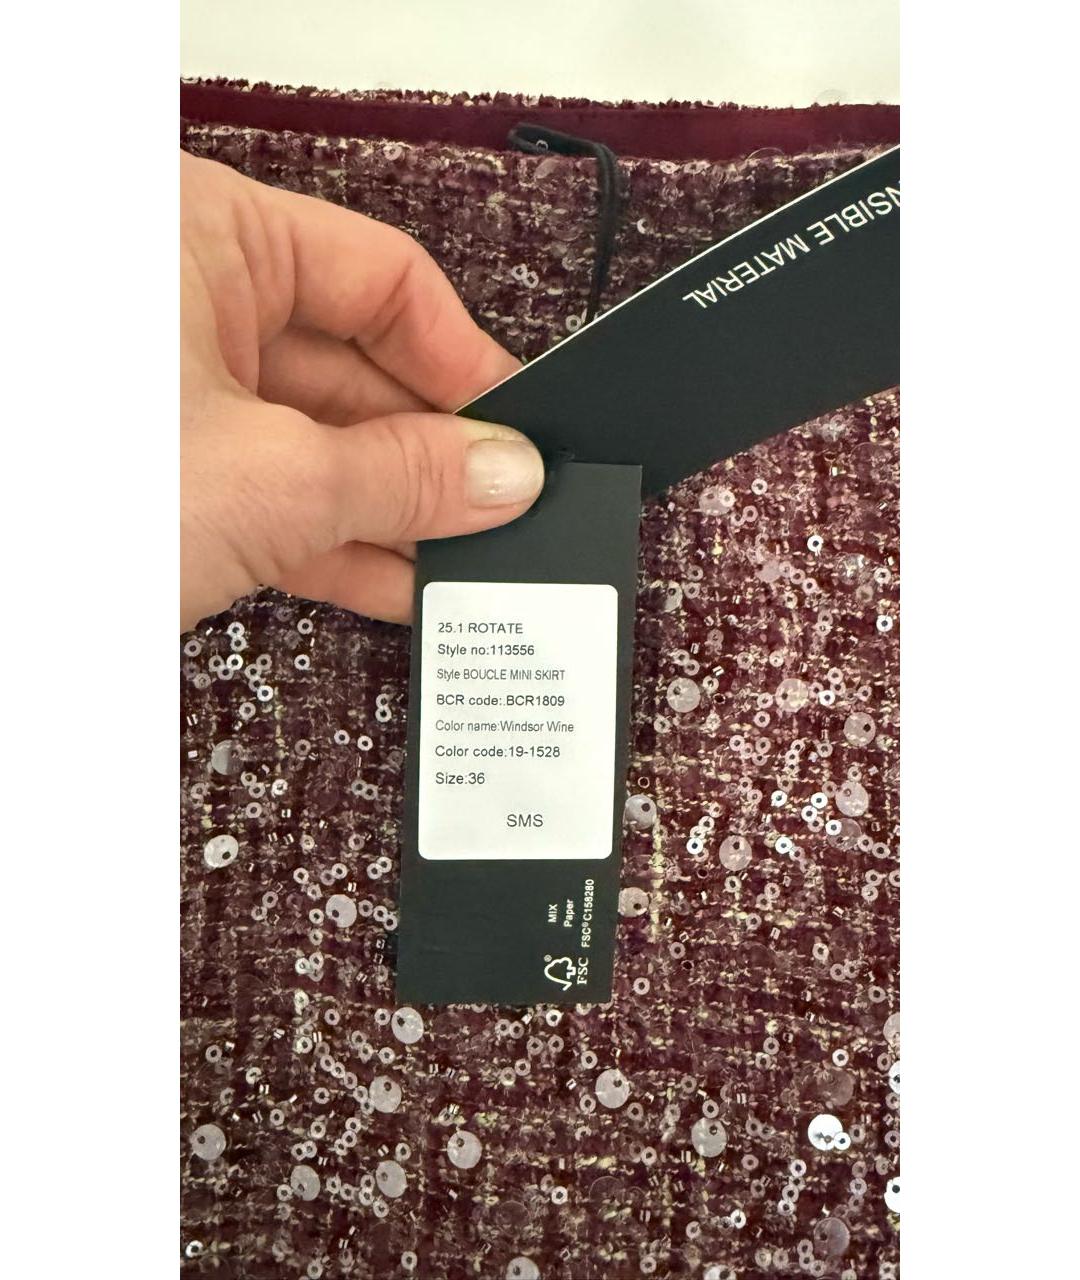 NSIBLE MATERIAL
25.1 ROTATE
Style no:113556
Style BOUCLE MINI SKIRT
BCR code:.BCR1809
Color name:Windsor Wine
Color code:19-1528
Size:36
SMS
MIX
Paper
FSC® C158280
FSC